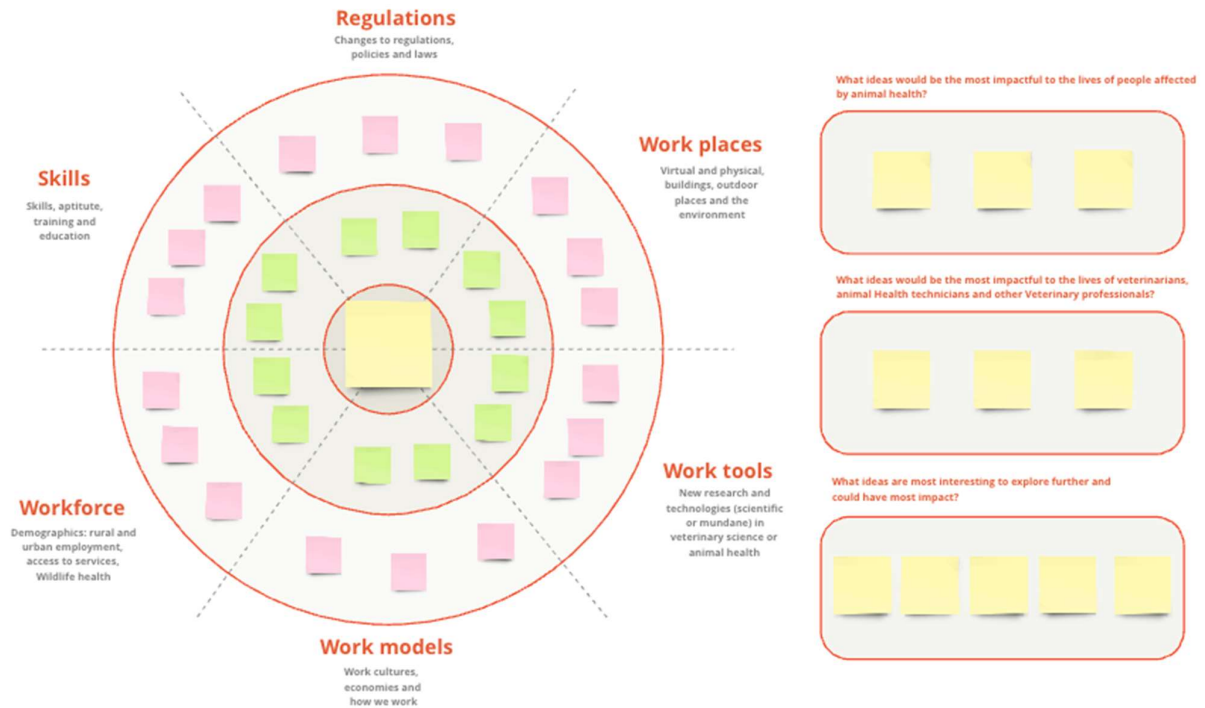 Regulations
Changes to regulations,
policies and laws
Work places
Virtual and physical,
buildings, outdoor
places and the
environment
Skills
Skills, aptitute,
training and
education
Workforce
Demographics: rural and
urban employment,
access to services,
Wildlife health
Work tools
New research and
technologies (scientific
or mundane) in
veterinary science or
animal health
Work models
Work cultures,
economies and
how we work
What ideas would be the most impactful to the lives of people affected
by animal health?
What ideas would be the most impactful to the lives of veterinarians,
animal Health technicians and other Veterinary professionals?
What ideas are most interesting to explore further and
could have most impact?